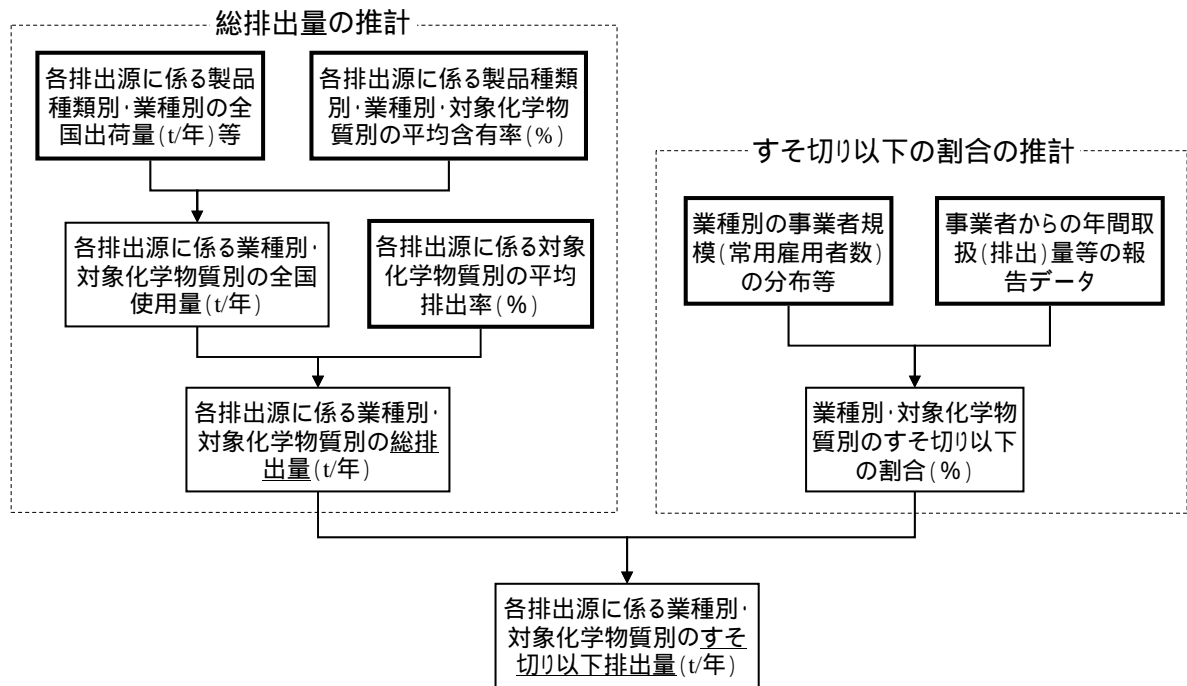 総排出量の推計
各排出源に係る製品
種類別・業種別の全
国出荷量(t/年)等
各排出源に係る製品種類
別・業種別・対象化学物
質別の平均含有率(%)
各排出源に係る業種別・
対象化学物質別の全国
使用量(t/年)
各排出源に係る対象
化学物質別の平均
排出率(%)
各排出源に係る業種別・
対象化学物質別の総排
出量(t/年)
すそ切り以下の割合の推計
業種別の事業者規
模(常用雇用者数)
の分布等
事業者からの年間取
扱(排出)量等の報
告データ
業種別・対象化学物
質別のすそ切り以下
の割合(%)
各排出源に係る業種別・
対象化学物質別のすそ
切り以下排出量(t/年)